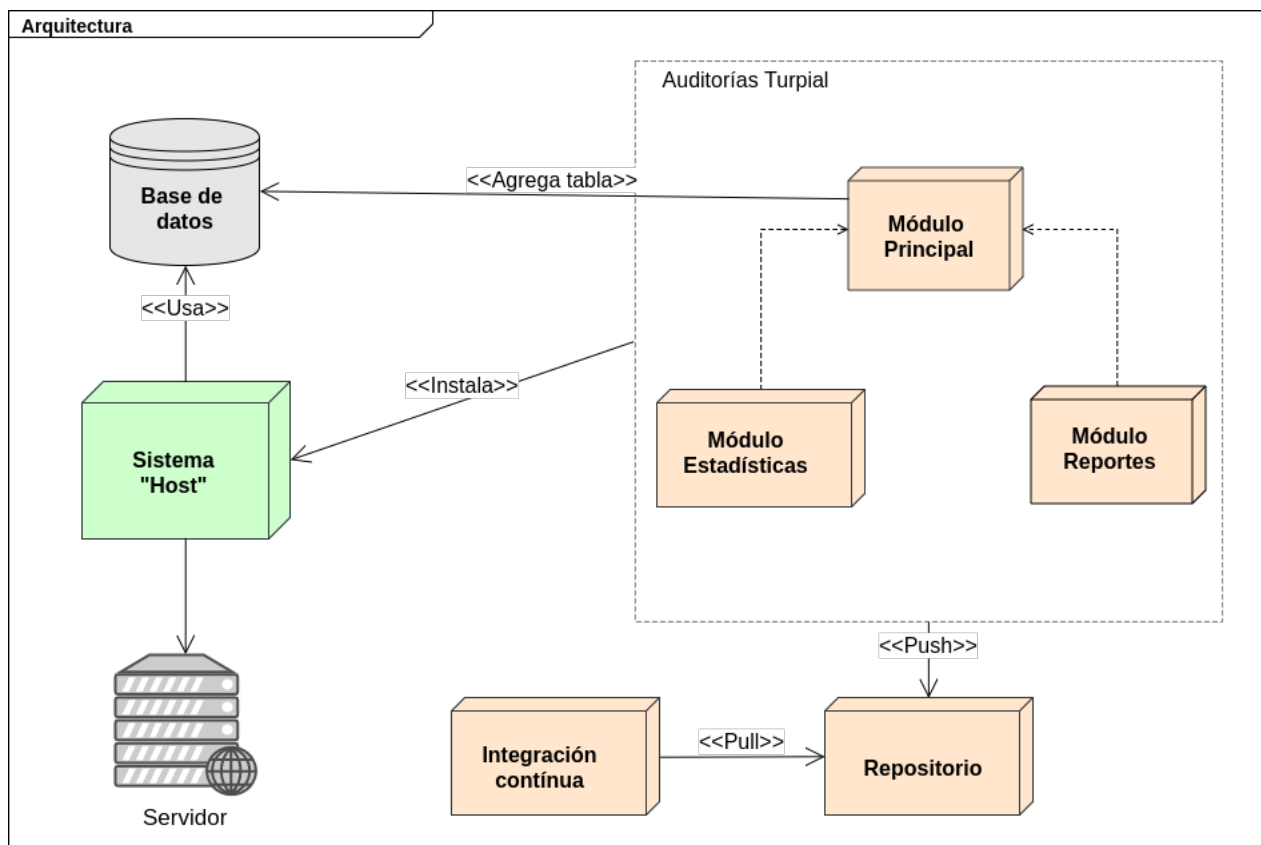 Arquitectura
Auditorías Turpial
Base de
datos
<<Agrega tabla>>
Módulo
Principal
<<Usa>>
<<Instala>>
Sistema
"Host"
Módulo
Estadísticas
Módulo
Reportes
<<Push>>
Integración
contínua
<<Pull>>
Repositorio
Servidor